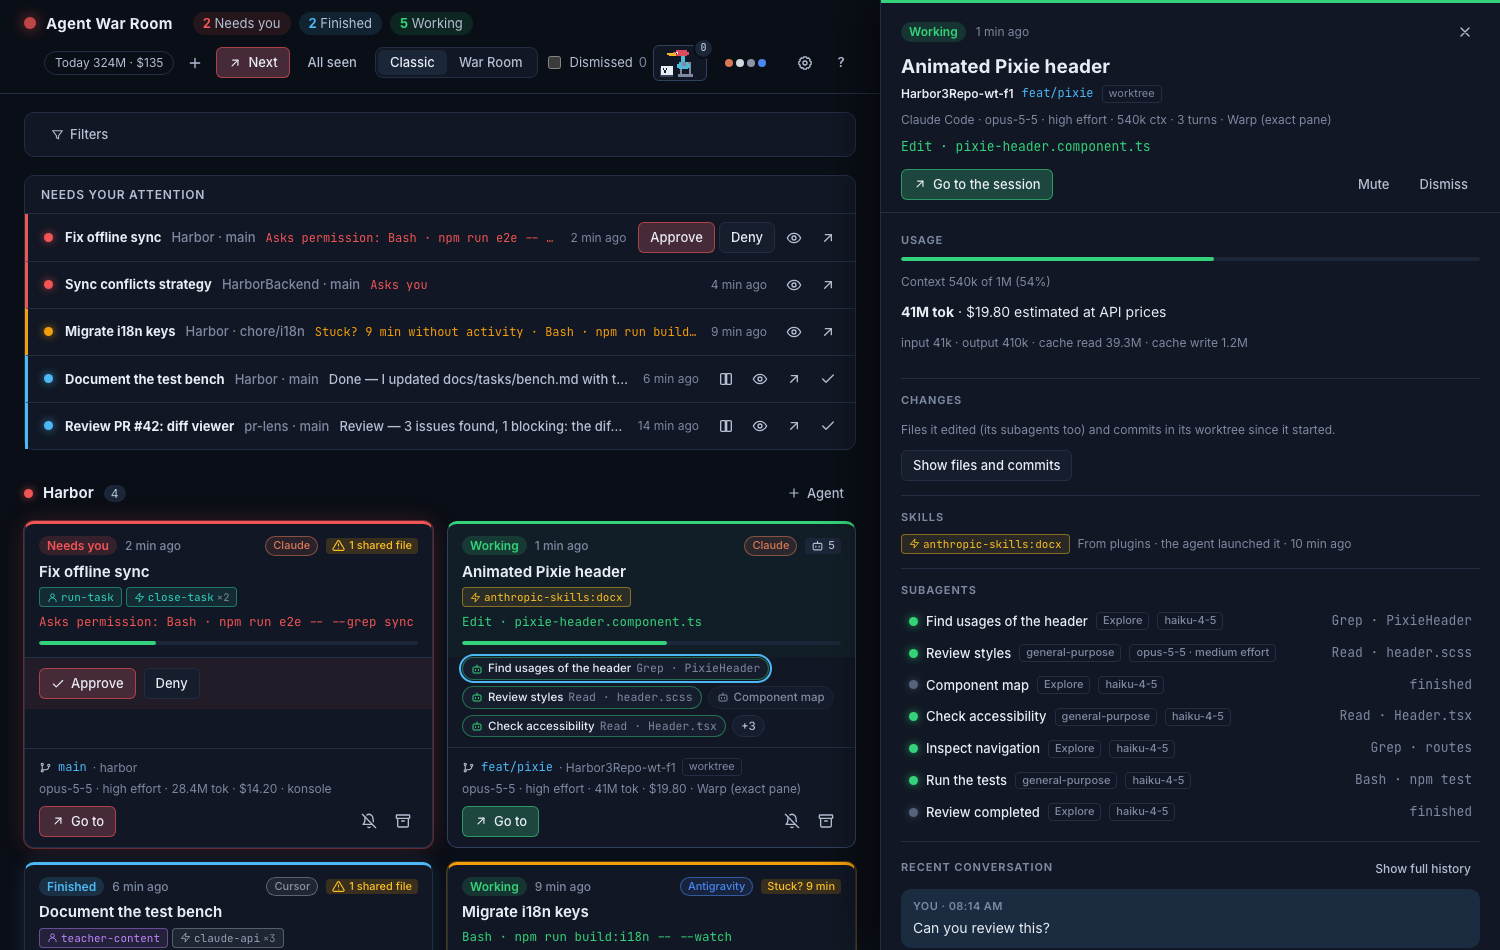 Agent War Room
2 Needs you
2 Finished
5 Working
Today 324M · $135
Next
All seen
Classic
War Room
Dismissed 0
0
?
Filters
NEEDS YOUR ATTENTION
Fix offline sync Harbor · main Asks permission: Bash · npm run e2e -- … 2 min ago Approve Deny
Sync conflicts strategy HarborBackend · main Asks you 4 min ago
Migrate i18n keys Harbor · chore/i18n Stuck? 9 min without activity · Bash · npm run build… 9 min ago
Document the test bench Harbor · main Done — I updated docs/tasks/bench.md with t… 6 min ago
Review PR #42: diff viewer pr-lens · main Review — 3 issues found, 1 blocking: the dif… 14 min ago
Harbor 4
Agent
Needs you 2 min ago Claude 1 shared file
Fix offline sync
run-task close-task ×2
Asks permission: Bash · npm run e2e -- --grep sync
Approve Deny
main · harbor
opus-5-5 · high effort · 28.4M tok · $14.20 · konsole
Go to
Working 1 min ago Claude 5
Animated Pixie header
anthropic-skills:docx
Edit · pixie-header.component.ts
Find usages of the header Grep · PixieHeader
Review styles Read · header.scss Component map
Check accessibility Read · Header.tsx +3
feat/pixie · Harbor3Repo-wt-f1 worktree
opus-5-5 · high effort · 41M tok · $19.80 · Warp (exact pane)
Go to
Finished 6 min ago Cursor 1 shared file
Document the test bench
teacher-content claude-api ×3
Working 9 min ago Antigravity Stuck? 9 min
Migrate i18n keys
Bash · npm run build:i18n -- --watch
Working 1 min ago
Animated Pixie header
Harbor3Repo-wt-f1 feat/pixie worktree
Claude Code · opus-5-5 · high effort · 540k ctx · 3 turns · Warp (exact pane)
Edit · pixie-header.component.ts
Go to the session
Mute
Dismiss
USAGE
Context 540k of 1M (54%)
41M tok · $19.80 estimated at API prices
input 41k · output 410k · cache read 39.3M · cache write 1.2M
CHANGES
Files it edited (its subagents too) and commits in its worktree since it started.
Show files and commits
SKILLS
anthropic-skills:docx From plugins · the agent launched it · 10 min ago
SUBAGENTS
Find usages of the header Explore haiku-4-5 Grep · PixieHeader
Review styles general-purpose opus-5-5 · medium effort Read · header.scss
Component map Explore haiku-4-5 finished
Check accessibility general-purpose haiku-4-5 Read · Header.tsx
Inspect navigation Explore haiku-4-5 Grep · routes
Run the tests general-purpose haiku-4-5 Bash · npm test
Review completed Explore haiku-4-5 finished
RECENT CONVERSATION Show full history
YOU · 08:14 AM
Can you review this?